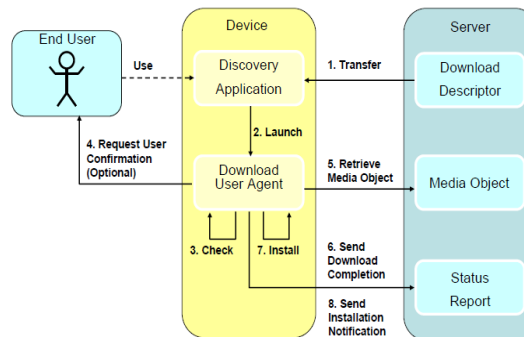 Device
Server
End User
Use
Discovery
Application
1. Transfer
Download
Descriptor
2. Launch
4. Request User
Confirmation
(Optional)
Download
User Agent
5. Retrieve
Media Object
Media Object
3. Check
7. Install
6. Send
Download
Completion
Status
Report
8. Send
Installation
Notification